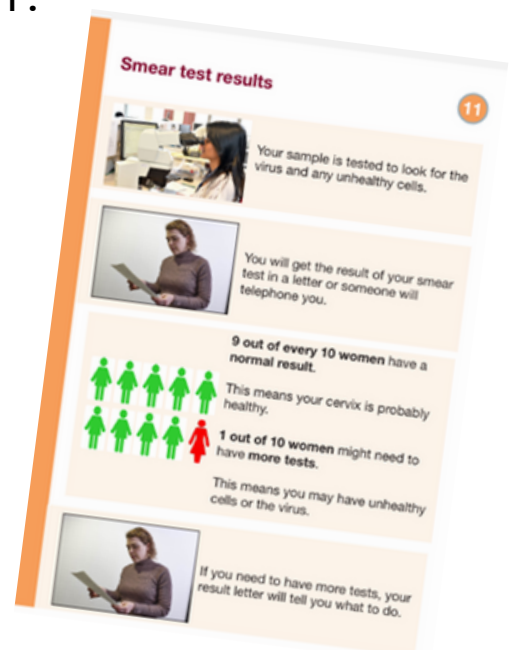 Smear test results
11
Your sample is tested to look for the
virus and any unhealthy cells.
You will get the result of your smear
test in a letter or someone will
telephone you.
9 out of every 10 women have a
normal result.
This means your cervix is probably
healthy.
1 out of 10 women might need to
have more tests.
This means you may have unhealthy
cells or the virus.
If you need to have more tests, your
result letter will tell you what to do.